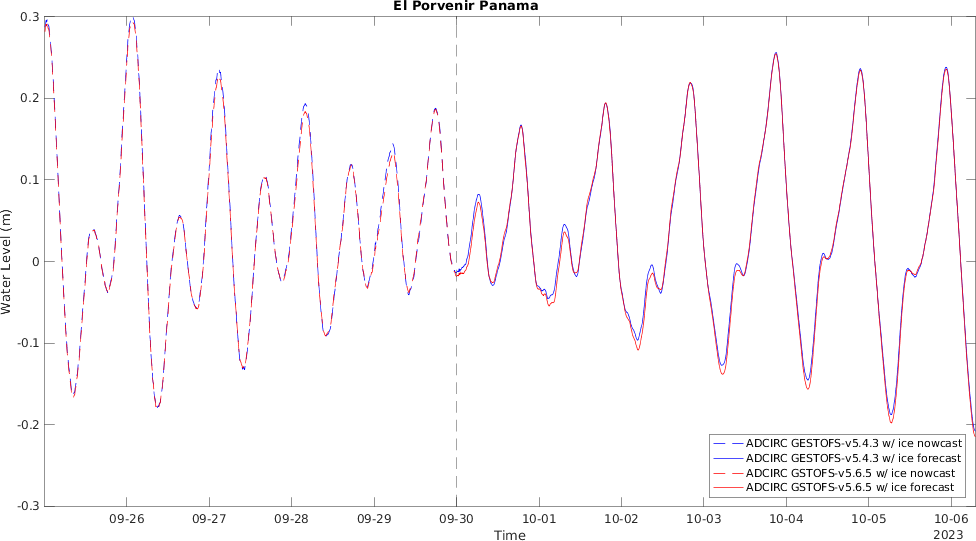 El Porvenir Panama
Water Level (m)
0.3
0.2
0.1
0
-0.1
-0.2
-0.3
09-26 09-27 09-28 09-29 09-30 10-01 10-02 10-03 10-04 10-05 10-06
2023
Time
ADCIRC GESTOFS-v5.4.3 w/ ice nowcast
ADCIRC GESTOFS-v5.4.3 w/ ice forecast
ADCIRC GSTOFS-v5.6.5 w/ ice nowcast
ADCIRC GSTOFS-v5.6.5 w/ ice forecast